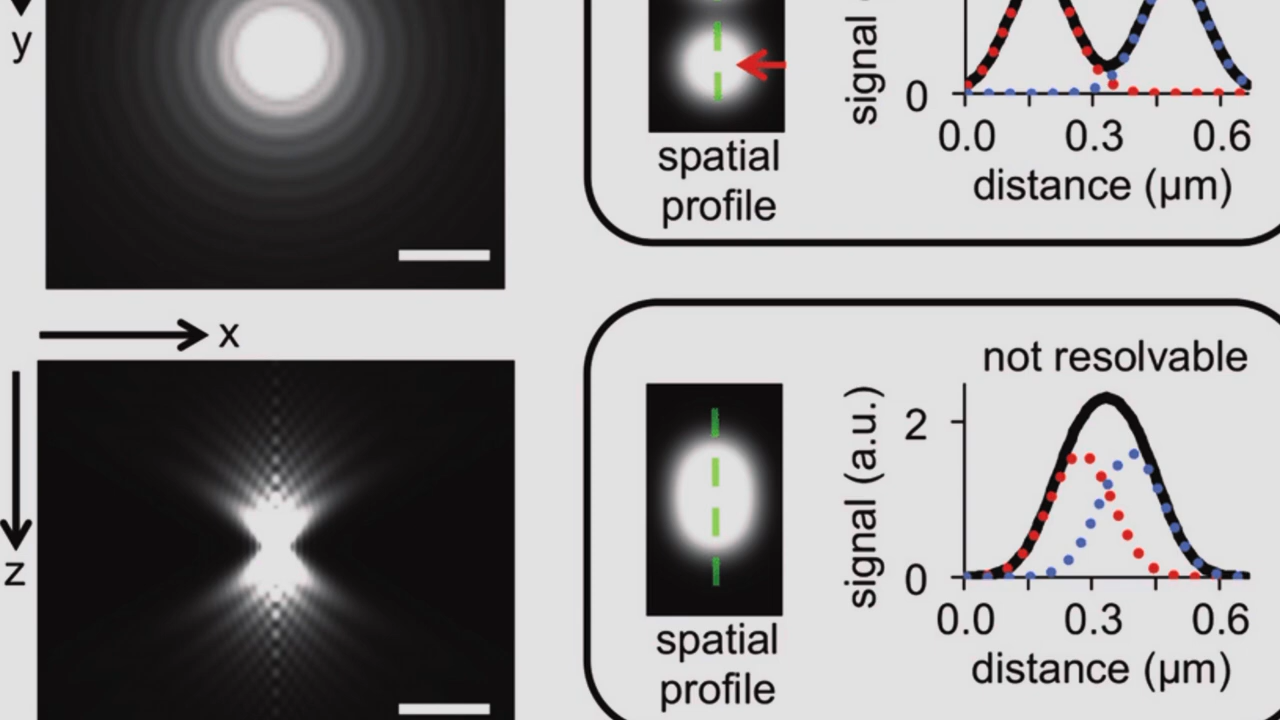 y
signal
0
0.0 0.3 0.6
distance (µm)
spatial
profile
x
z
not resolvable
signal (a.u.)
2
0
0.0 0.3 0.6
distance (µm)
spatial
profile